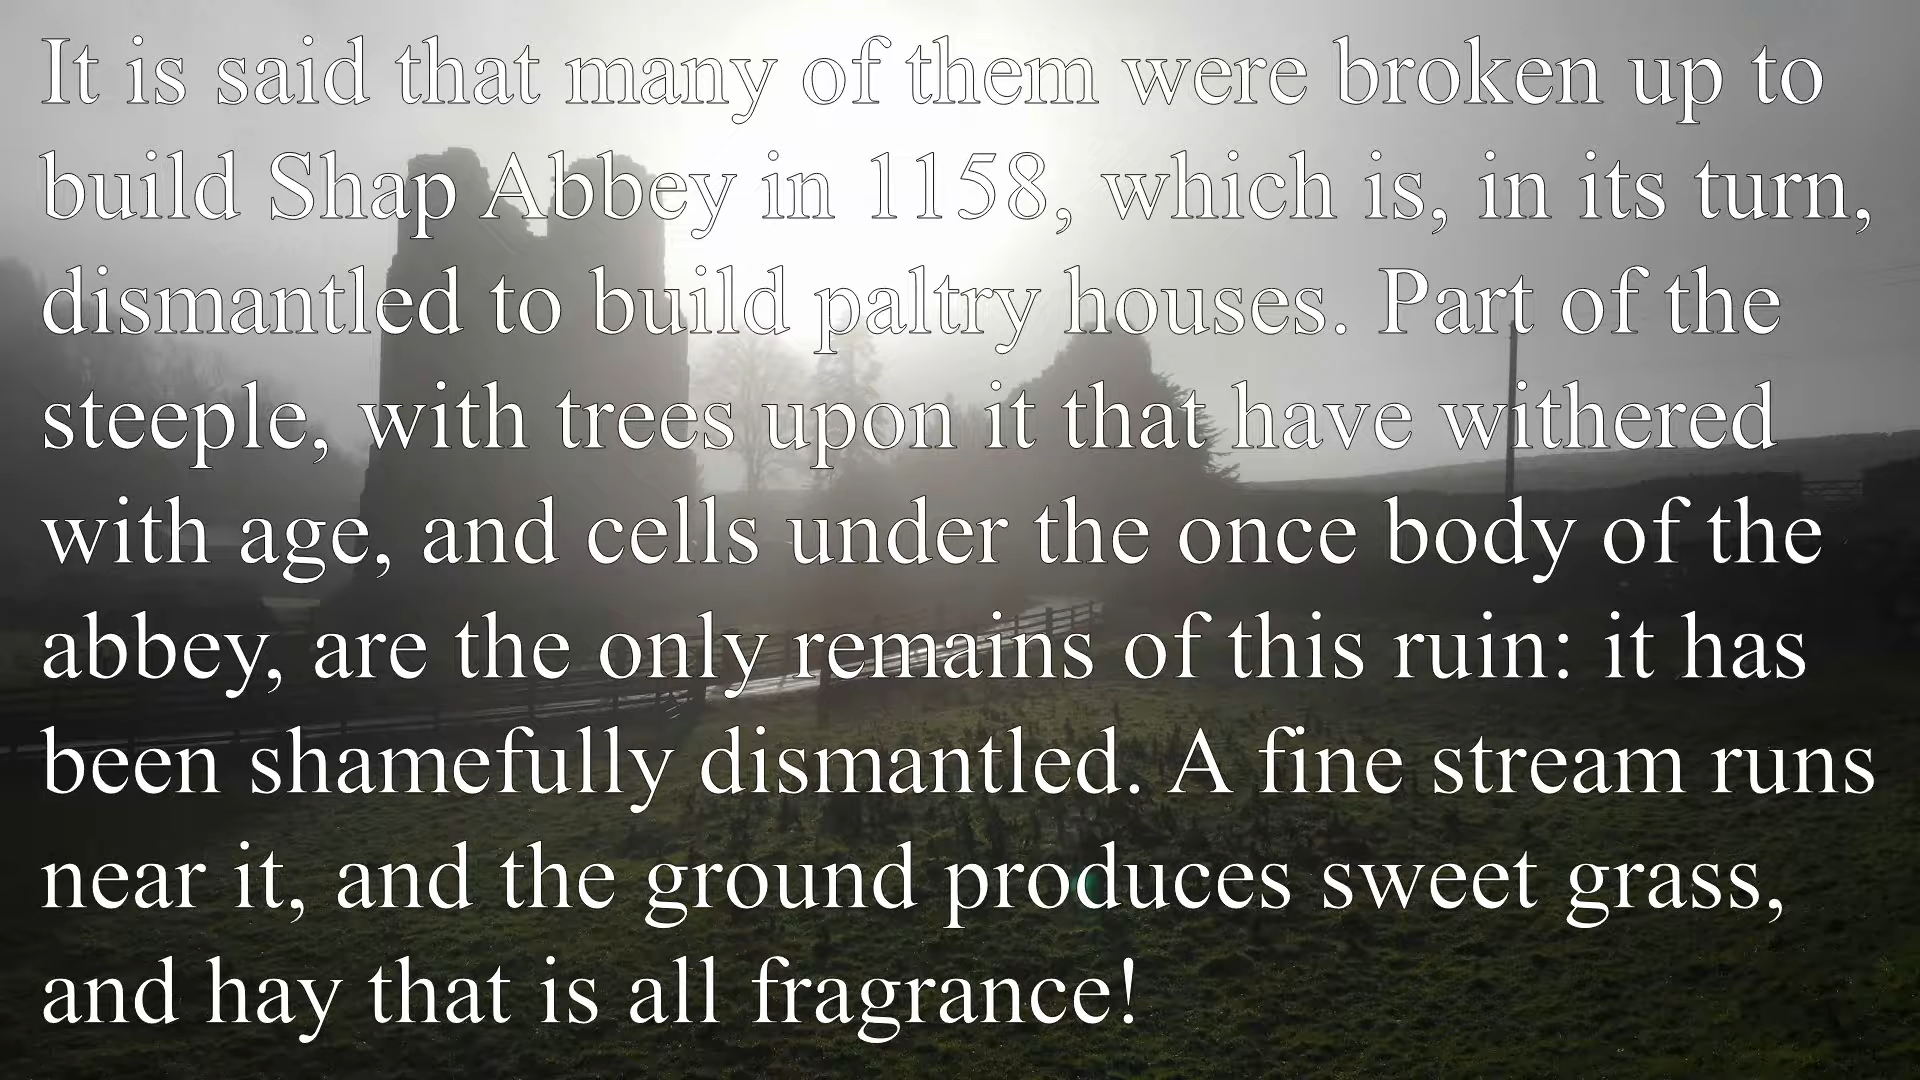 It is said that many of them were broken up to
build Shap Abbey in 1158, which is, in its turn,
dismantled to build paltry houses. Part of the
steeple, with trees upon it that have withered
with age, and cells under the once body of the
abbey, are the only remains of this ruin: it has
been shamefully dismantled. A fine stream runs
near it, and the ground produces sweet grass,
and hay that is all fragrance!